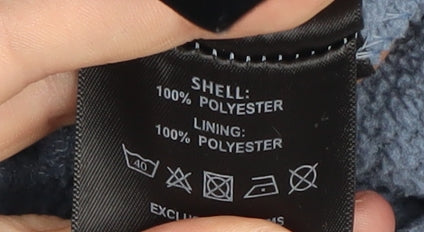 SHELL:
100% POLYESTER
LINING:
100% POLYESTER
40